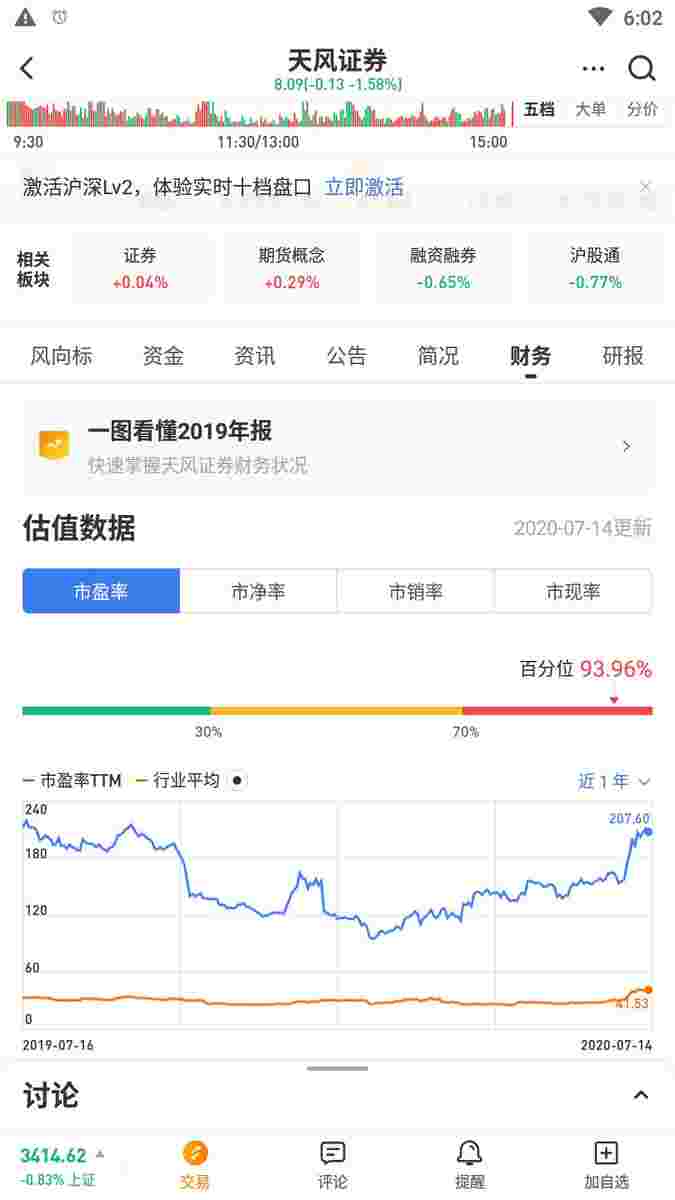 6:02
天风证券
8.09(-0.13 -1.58%)
五档 大单 分价
9:30 11:30/13:00 15:00
激活沪深Lv2，体验实时十档盘口 立即激活
相关板块
证券 期货概念 融资融券 沪股通
+0.04% +0.29% -0.65% -0.77%
风向标 资金 资讯 公告 简况 财务 研报
一图看懂2019年报
快速掌握天风证券财务状况
估值数据 2020-07-14更新
市盈率 市净率 市销率 市现率
百分位 93.96%
30% 70%
市盈率TTM 行业平均 近1年
240
207.60
180
120
60
41.53
0
2019-07-16 2020-07-14
讨论
3414.62
-0.83% 上证
交易 评论 提醒 加自选